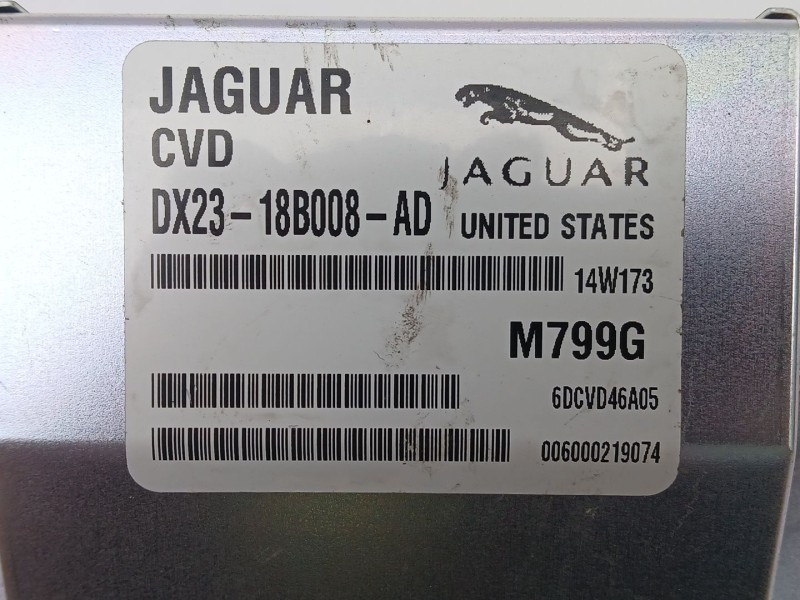 JAGUAR
CVD
JAGUAR
DX23-18B008-AD
UNITED STATES
14W173
M799G
6DCVD46A05
006000219074